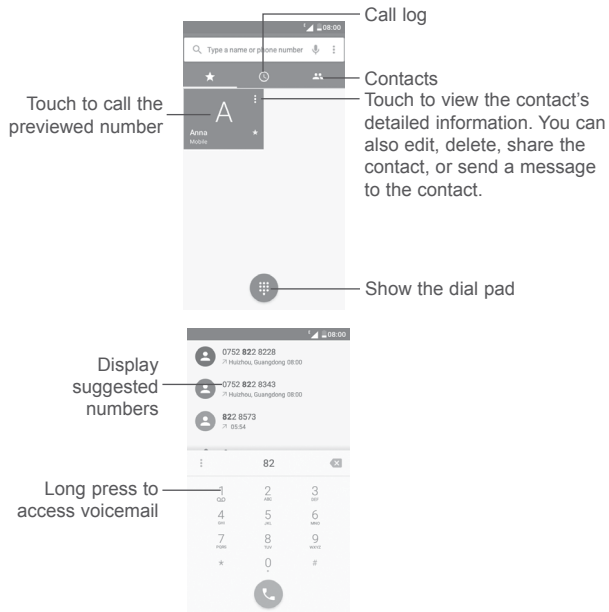 Call log
08:00
Type a name or phone number
Contacts
Touch to call the
previewed number
A
Anna
Mobile
Touch to view the contact's
detailed information. You can
also edit, delete, share the
contact, or send a message
to the contact.
Show the dial pad
08:00
0752 822 8228
Huizhou, Guangdong 08:00
Display
suggested
numbers
0752 822 8343
Huizhou, Guangdong 08:00
822 8573
05:54
82
Long press to
access voicemail
1 2 3
ABC DEF
4 5 6
GHI JKL MNO
7 8 9
PQRS TUV WXYZ
* 0 #
+